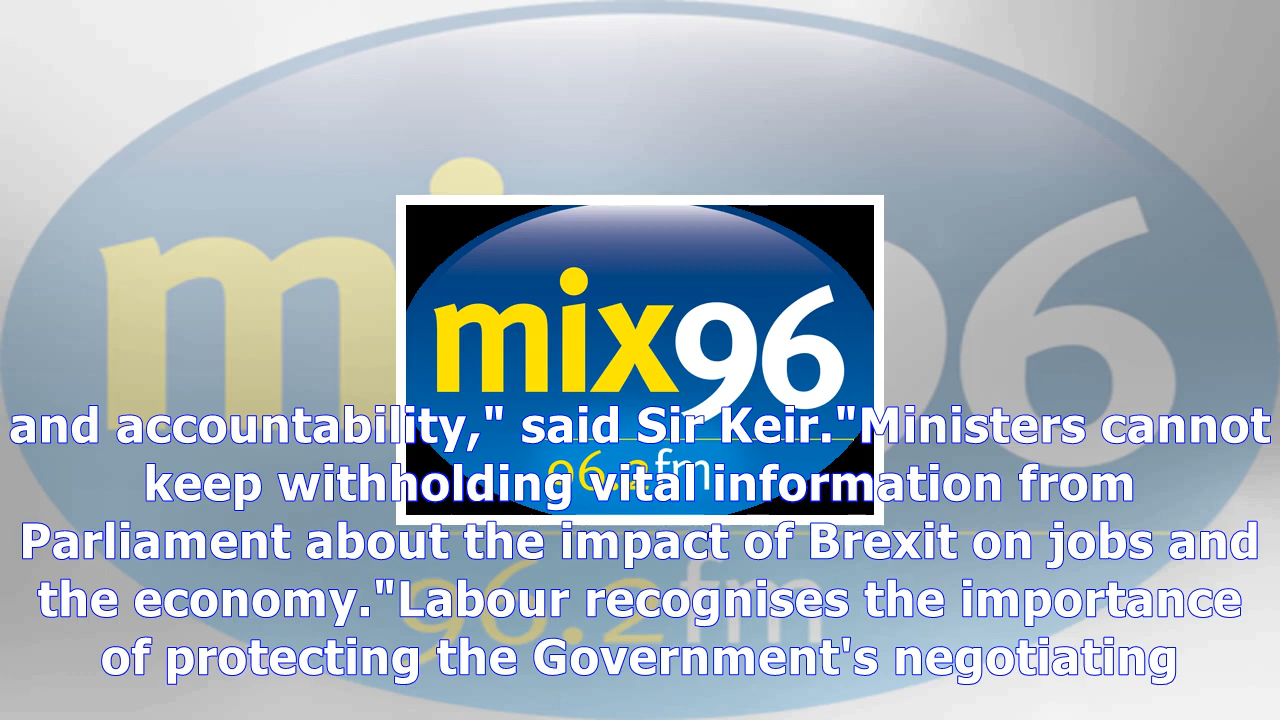 mix96
96.2fm
and accountability," said Sir Keir."Ministers cannot
keep withholding vital information from
Parliament about the impact of Brexit on jobs and
the economy."Labour recognises the importance
of protecting the Government's negotiating